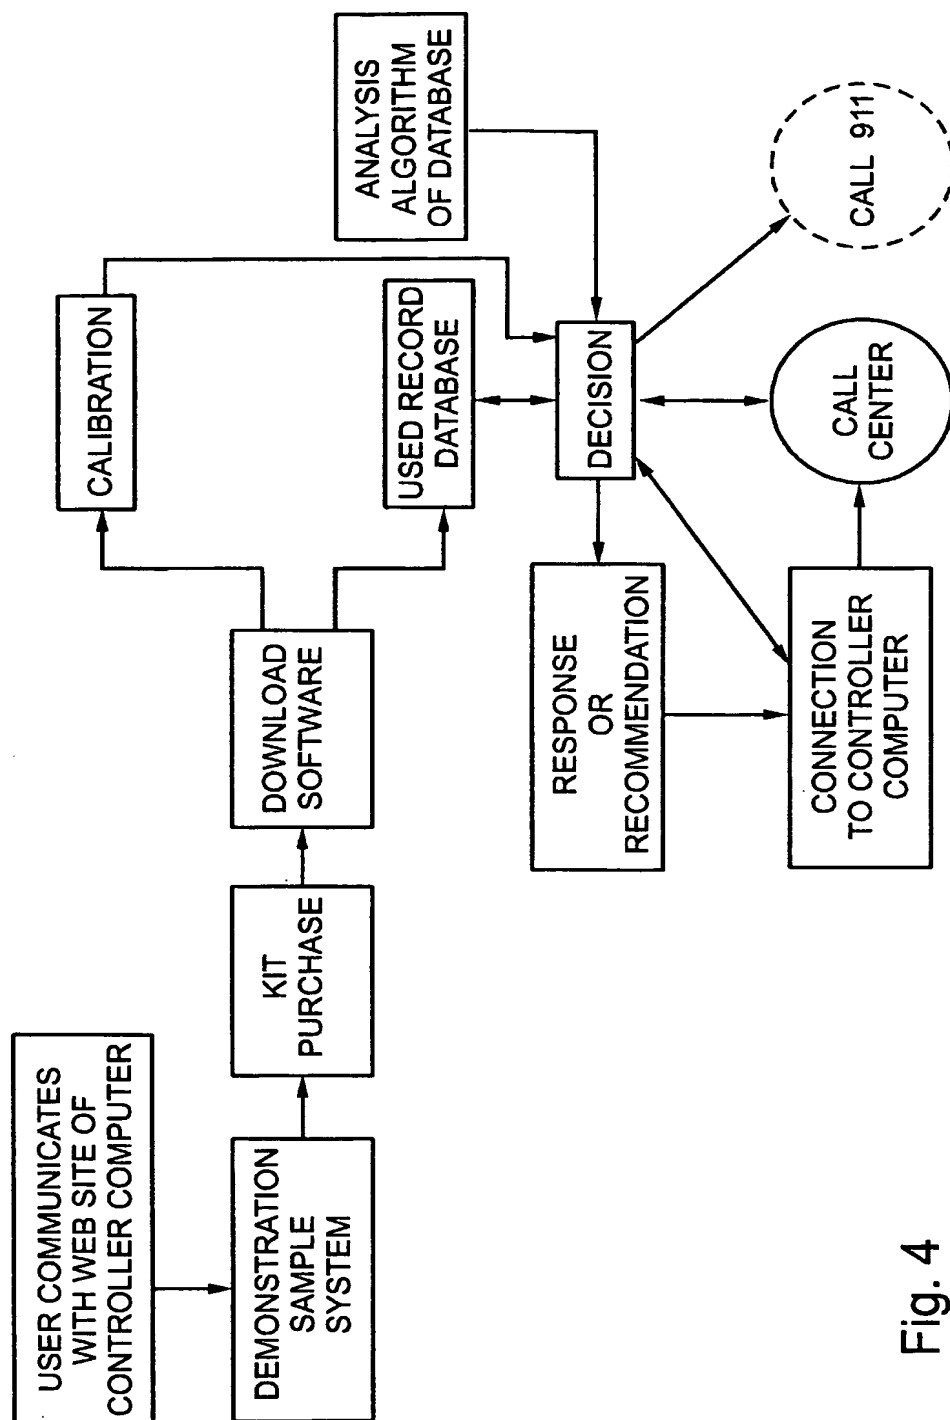 USER COMMUNICATES
WITH WEB SITE OF
CONTROLLER COMPUTER
DEMONSTRATION
SAMPLE
SYSTEM
KIT
PURCHASE
DOWNLOAD
SOFTWARE
CALIBRATION
USED RECORD
DATABASE
ANALYSIS
ALGORITHM
OF DATABASE
DECISION
RESPONSE
OR
RECOMMENDATION
CONNECTION
TO CONTROLLER
COMPUTER
CALL
CENTER
CALL 911
Fig. 4